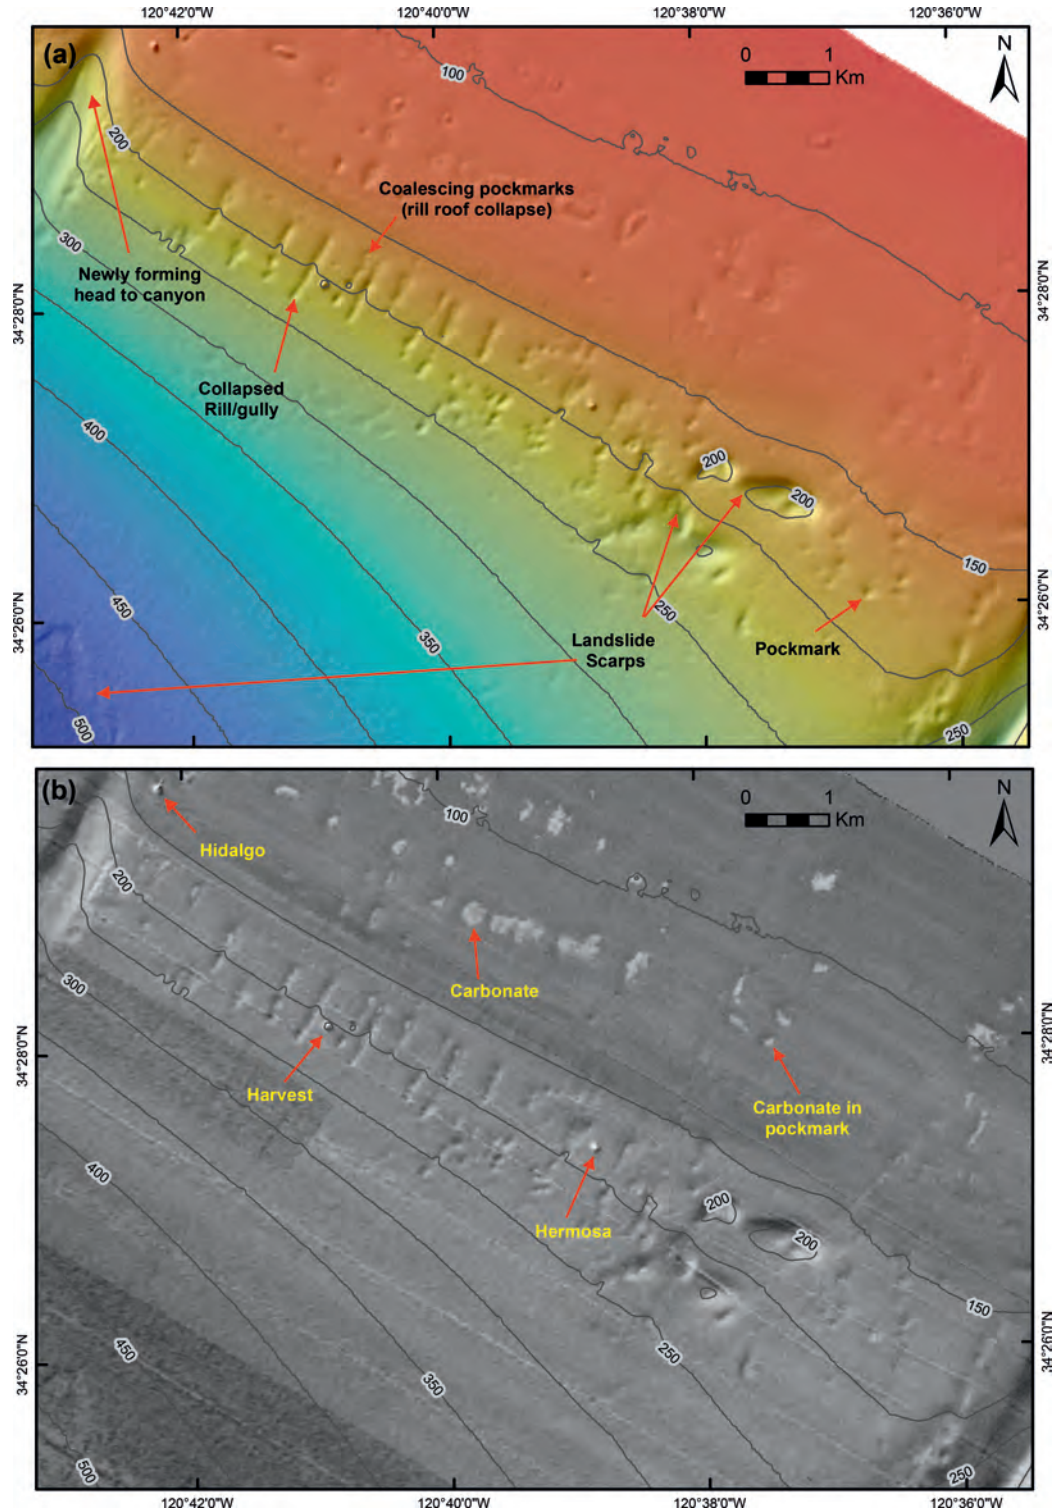 120°42'0"W 120°40'0"W 120°38'0"W 120°36'0"W
(a)
0 1
Km
N
100
200
Coalescing pockmarks
(rill roof collapse)
300
Newly forming
head to canyon
34°28'0"N
34°28'0"N
Collapsed
Rill/gully
400
200
200
150
450
350
250
34°26'0"N
34°26'0"N
Landslide
Scarps
Pockmark
500
250
(b)
0 1
Km
N
Hidalgo
100
200
300
Carbonate
34°28'0"N
34°28'0"N
Harvest
Carbonate in
pockmark
400
200
Hermosa
200
150
450
350
250
34°26'0"N
34°26'0"N
500
250
120°42'0"W 120°40'0"W 120°38'0"W 120°36'0"W